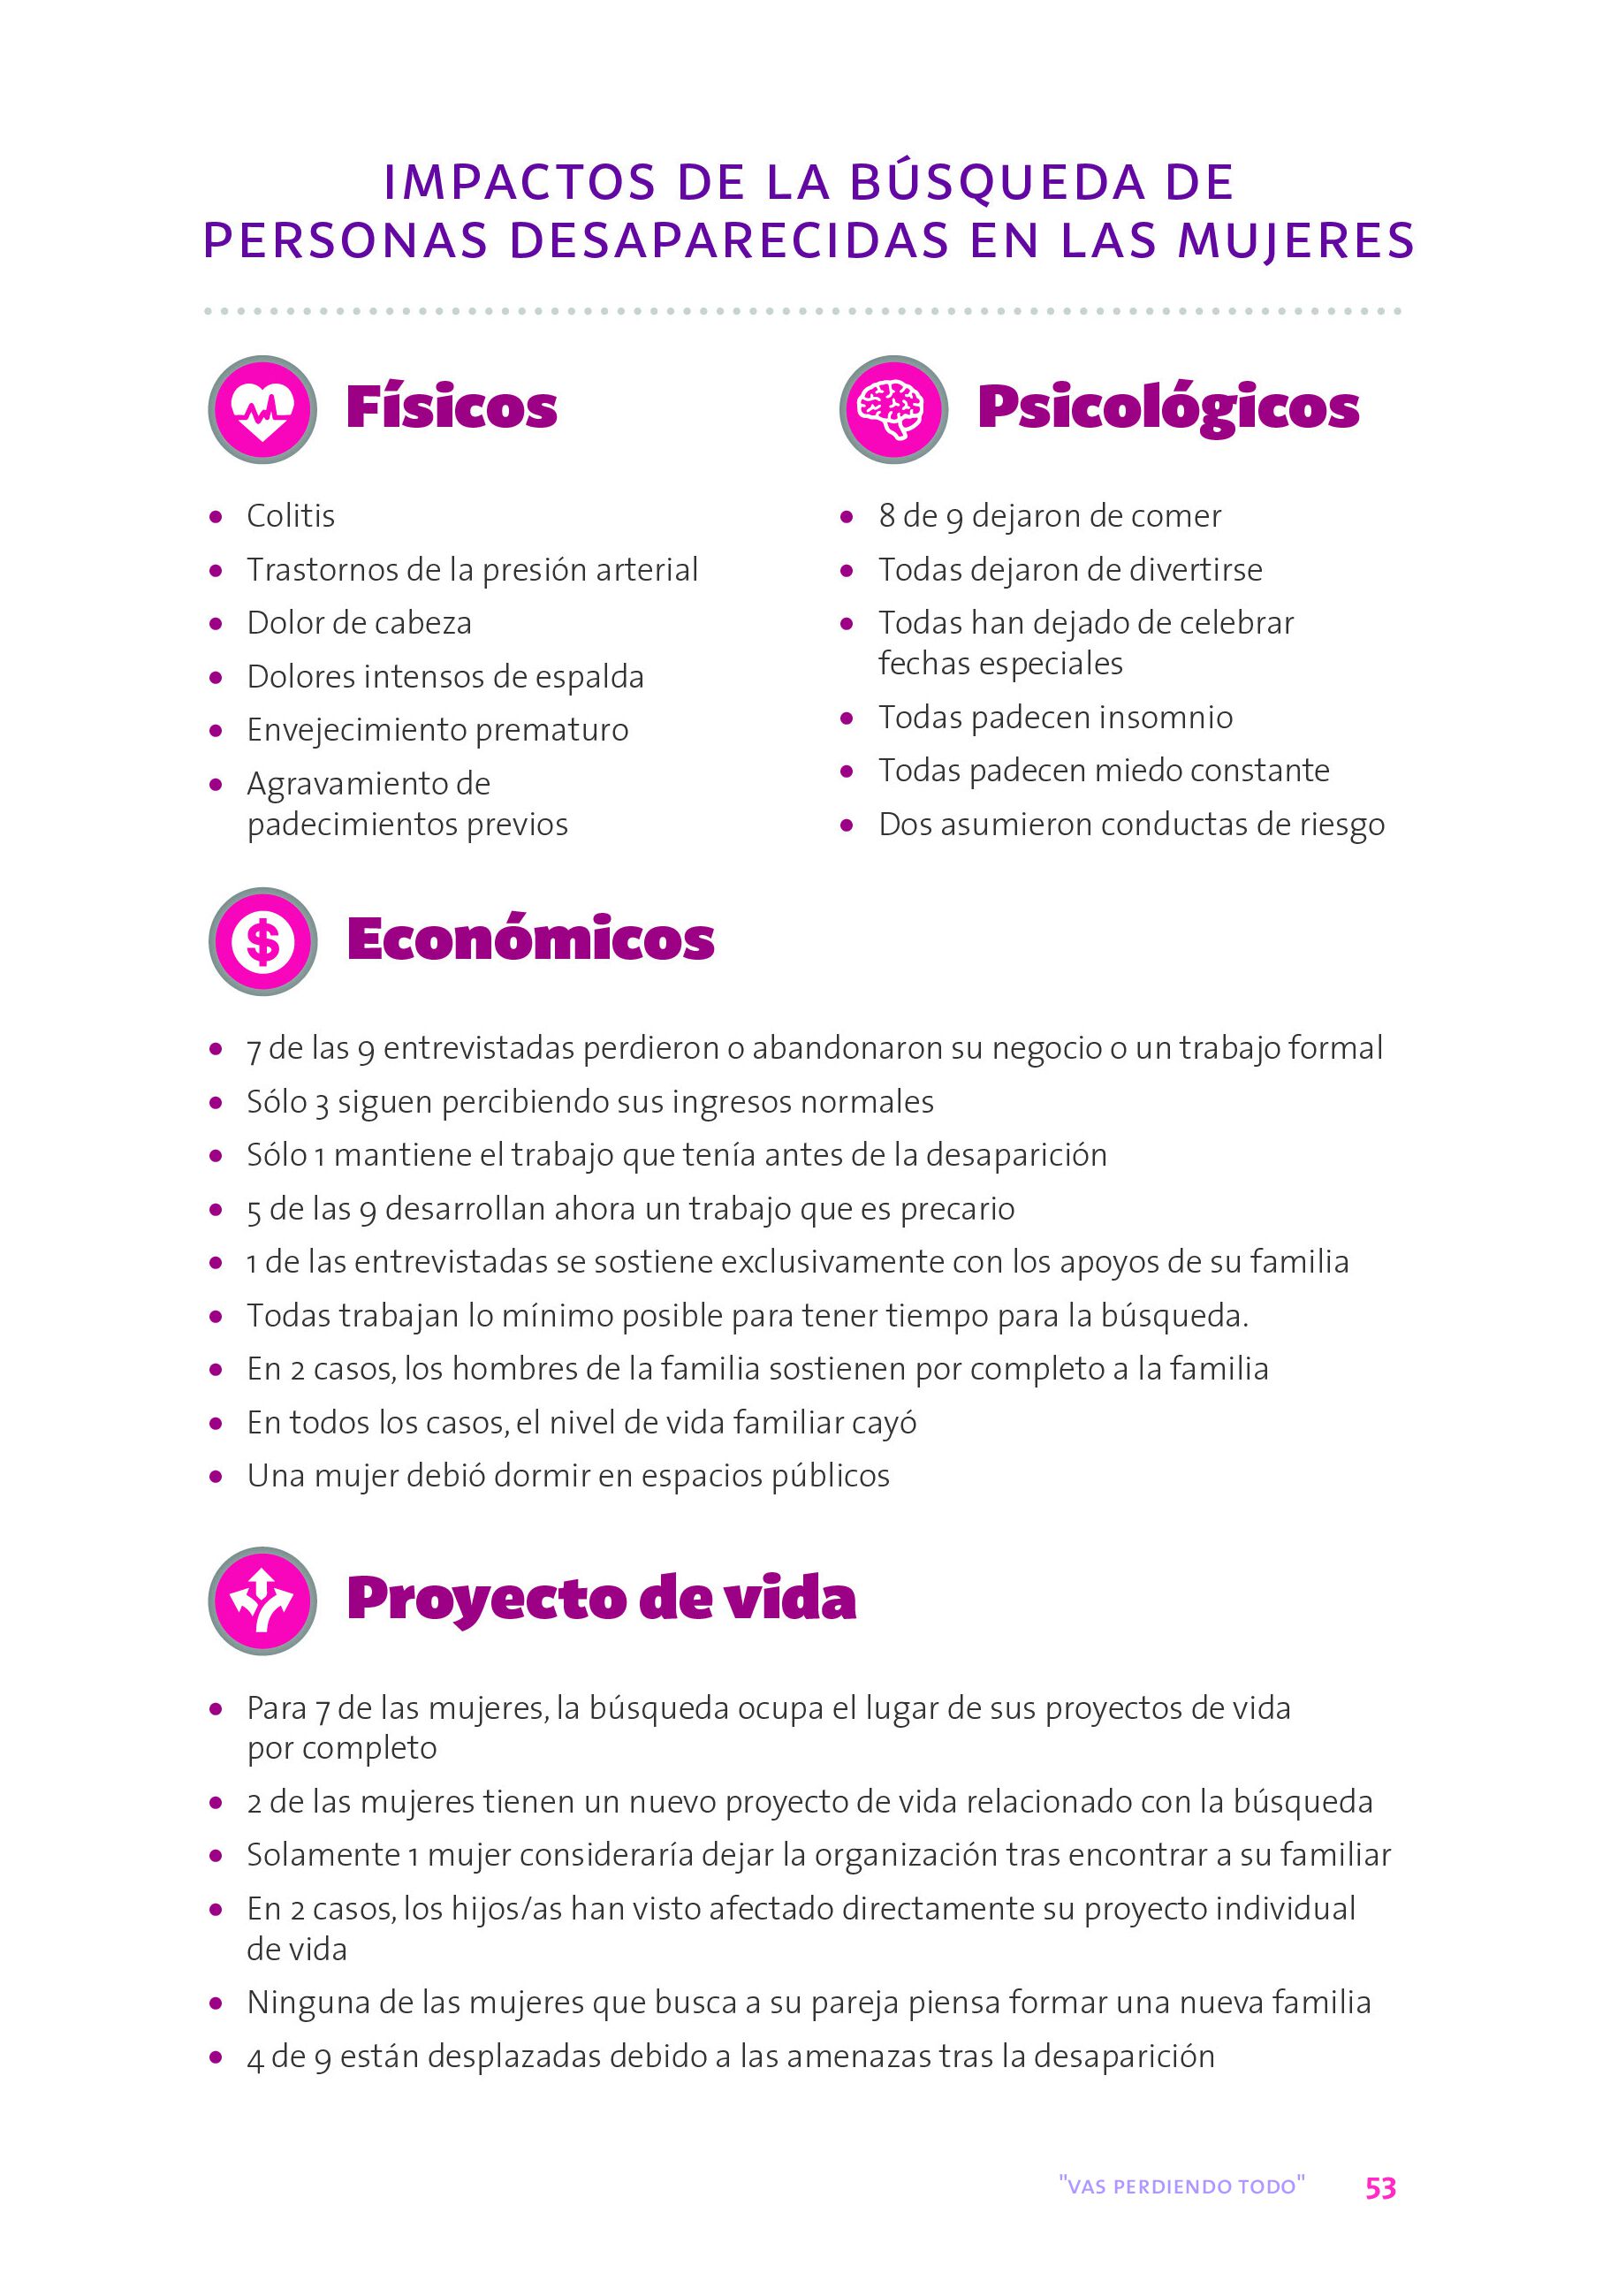 IMPACTOS DE LA BÚSQUEDA DE
PERSONAS DESAPARECIDAS EN LAS MUJERES
Físicos
• Colitis
• Trastornos de la presión arterial
• Dolor de cabeza
• Dolores intensos de espalda
• Envejecimiento prematuro
• Agravamiento de
padecimientos previos
Psicológicos
• 8 de 9 dejaron de comer
• Todas dejaron de divertirse
• Todas han dejado de celebrar
fechas especiales
• Todas padecen insomnio
• Todas padecen miedo constante
• Dos asumieron conductas de riesgo
$ Económicos
• 7 de las 9 entrevistadas perdieron o abandonaron su negocio o un trabajo formal
• Sólo 3 siguen percibiendo sus ingresos normales
• Sólo 1 mantiene el trabajo que tenía antes de la desaparición
• 5 de las 9 desarrollan ahora un trabajo que es precario
• 1 de las entrevistadas se sostiene exclusivamente con los apoyos de su familia
• Todas trabajan lo mínimo posible para tener tiempo para la búsqueda.
• En 2 casos, los hombres de la familia sostienen por completo a la familia
• En todos los casos, el nivel de vida familiar cayó
• Una mujer debió dormir en espacios públicos
Proyecto de vida
• Para 7 de las mujeres, la búsqueda ocupa el lugar de sus proyectos de vida
por completo
• 2 de las mujeres tienen un nuevo proyecto de vida relacionado con la búsqueda
• Solamente 1 mujer consideraría dejar la organización tras encontrar a su familiar
• En 2 casos, los hijos/as han visto afectado directamente su proyecto individual
de vida
• Ninguna de las mujeres que busca a su pareja piensa formar una nueva familia
• 4 de 9 están desplazadas debido a las amenazas tras la desaparición
"VAS PERDIENDO TODO" 53